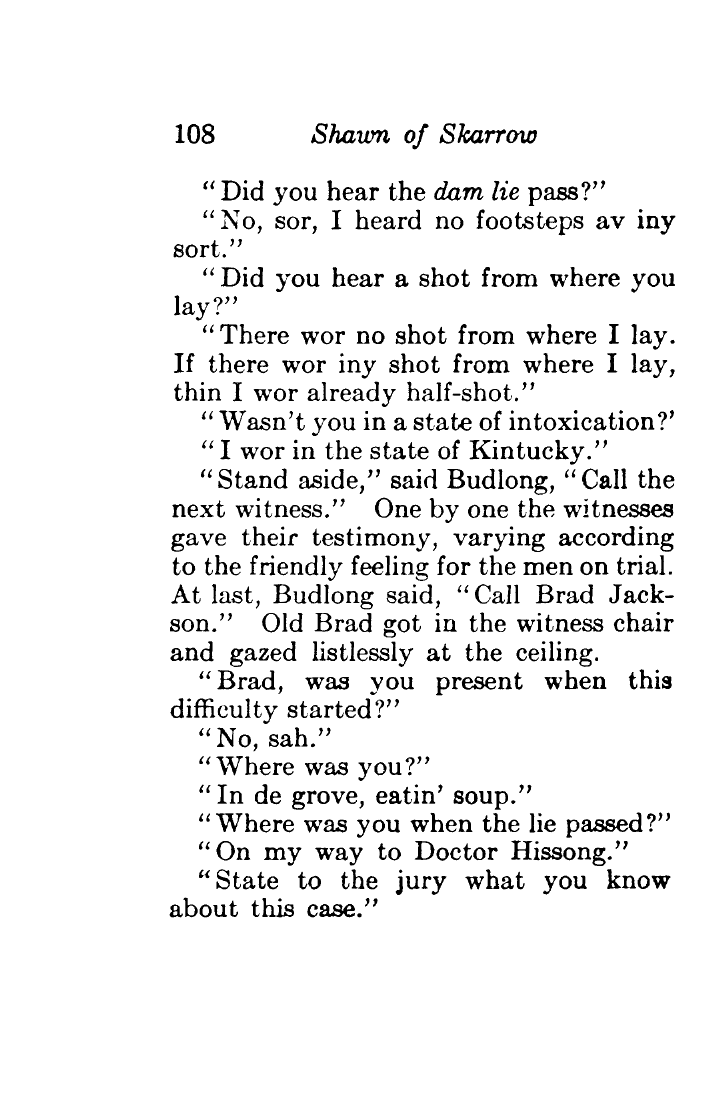 108 Shawn of Skarrow
“Did you hear the dam lie pass?”
“No, sor, I heard no footsteps av iny
sort.”
“Did you hear a shot from where you
lay?”
“There wor no shot from where I lay.
If there wor iny shot from where I lay,
thin I wor already half-shot.”
“Wasn’t you in a state of intoxication?’
“I wor in the state of Kintucky.”
“Stand aside,” said Budlong, “Call the
next witness.” One by one the witnesses
gave their testimony, varying according
to the friendly feeling for the men on trial.
At last, Budlong said, “Call Brad Jack-
son.” Old Brad got in the witness chair
and gazed listlessly at the ceiling.
“Brad, was you present when this
difficulty started?”
“No, sah.”
“Where was you?”
“In de grove, eatin’ soup.”
“Where was you when the lie passed?”
“On my way to Doctor Hissong.”
“State to the jury what you know
about this case.”